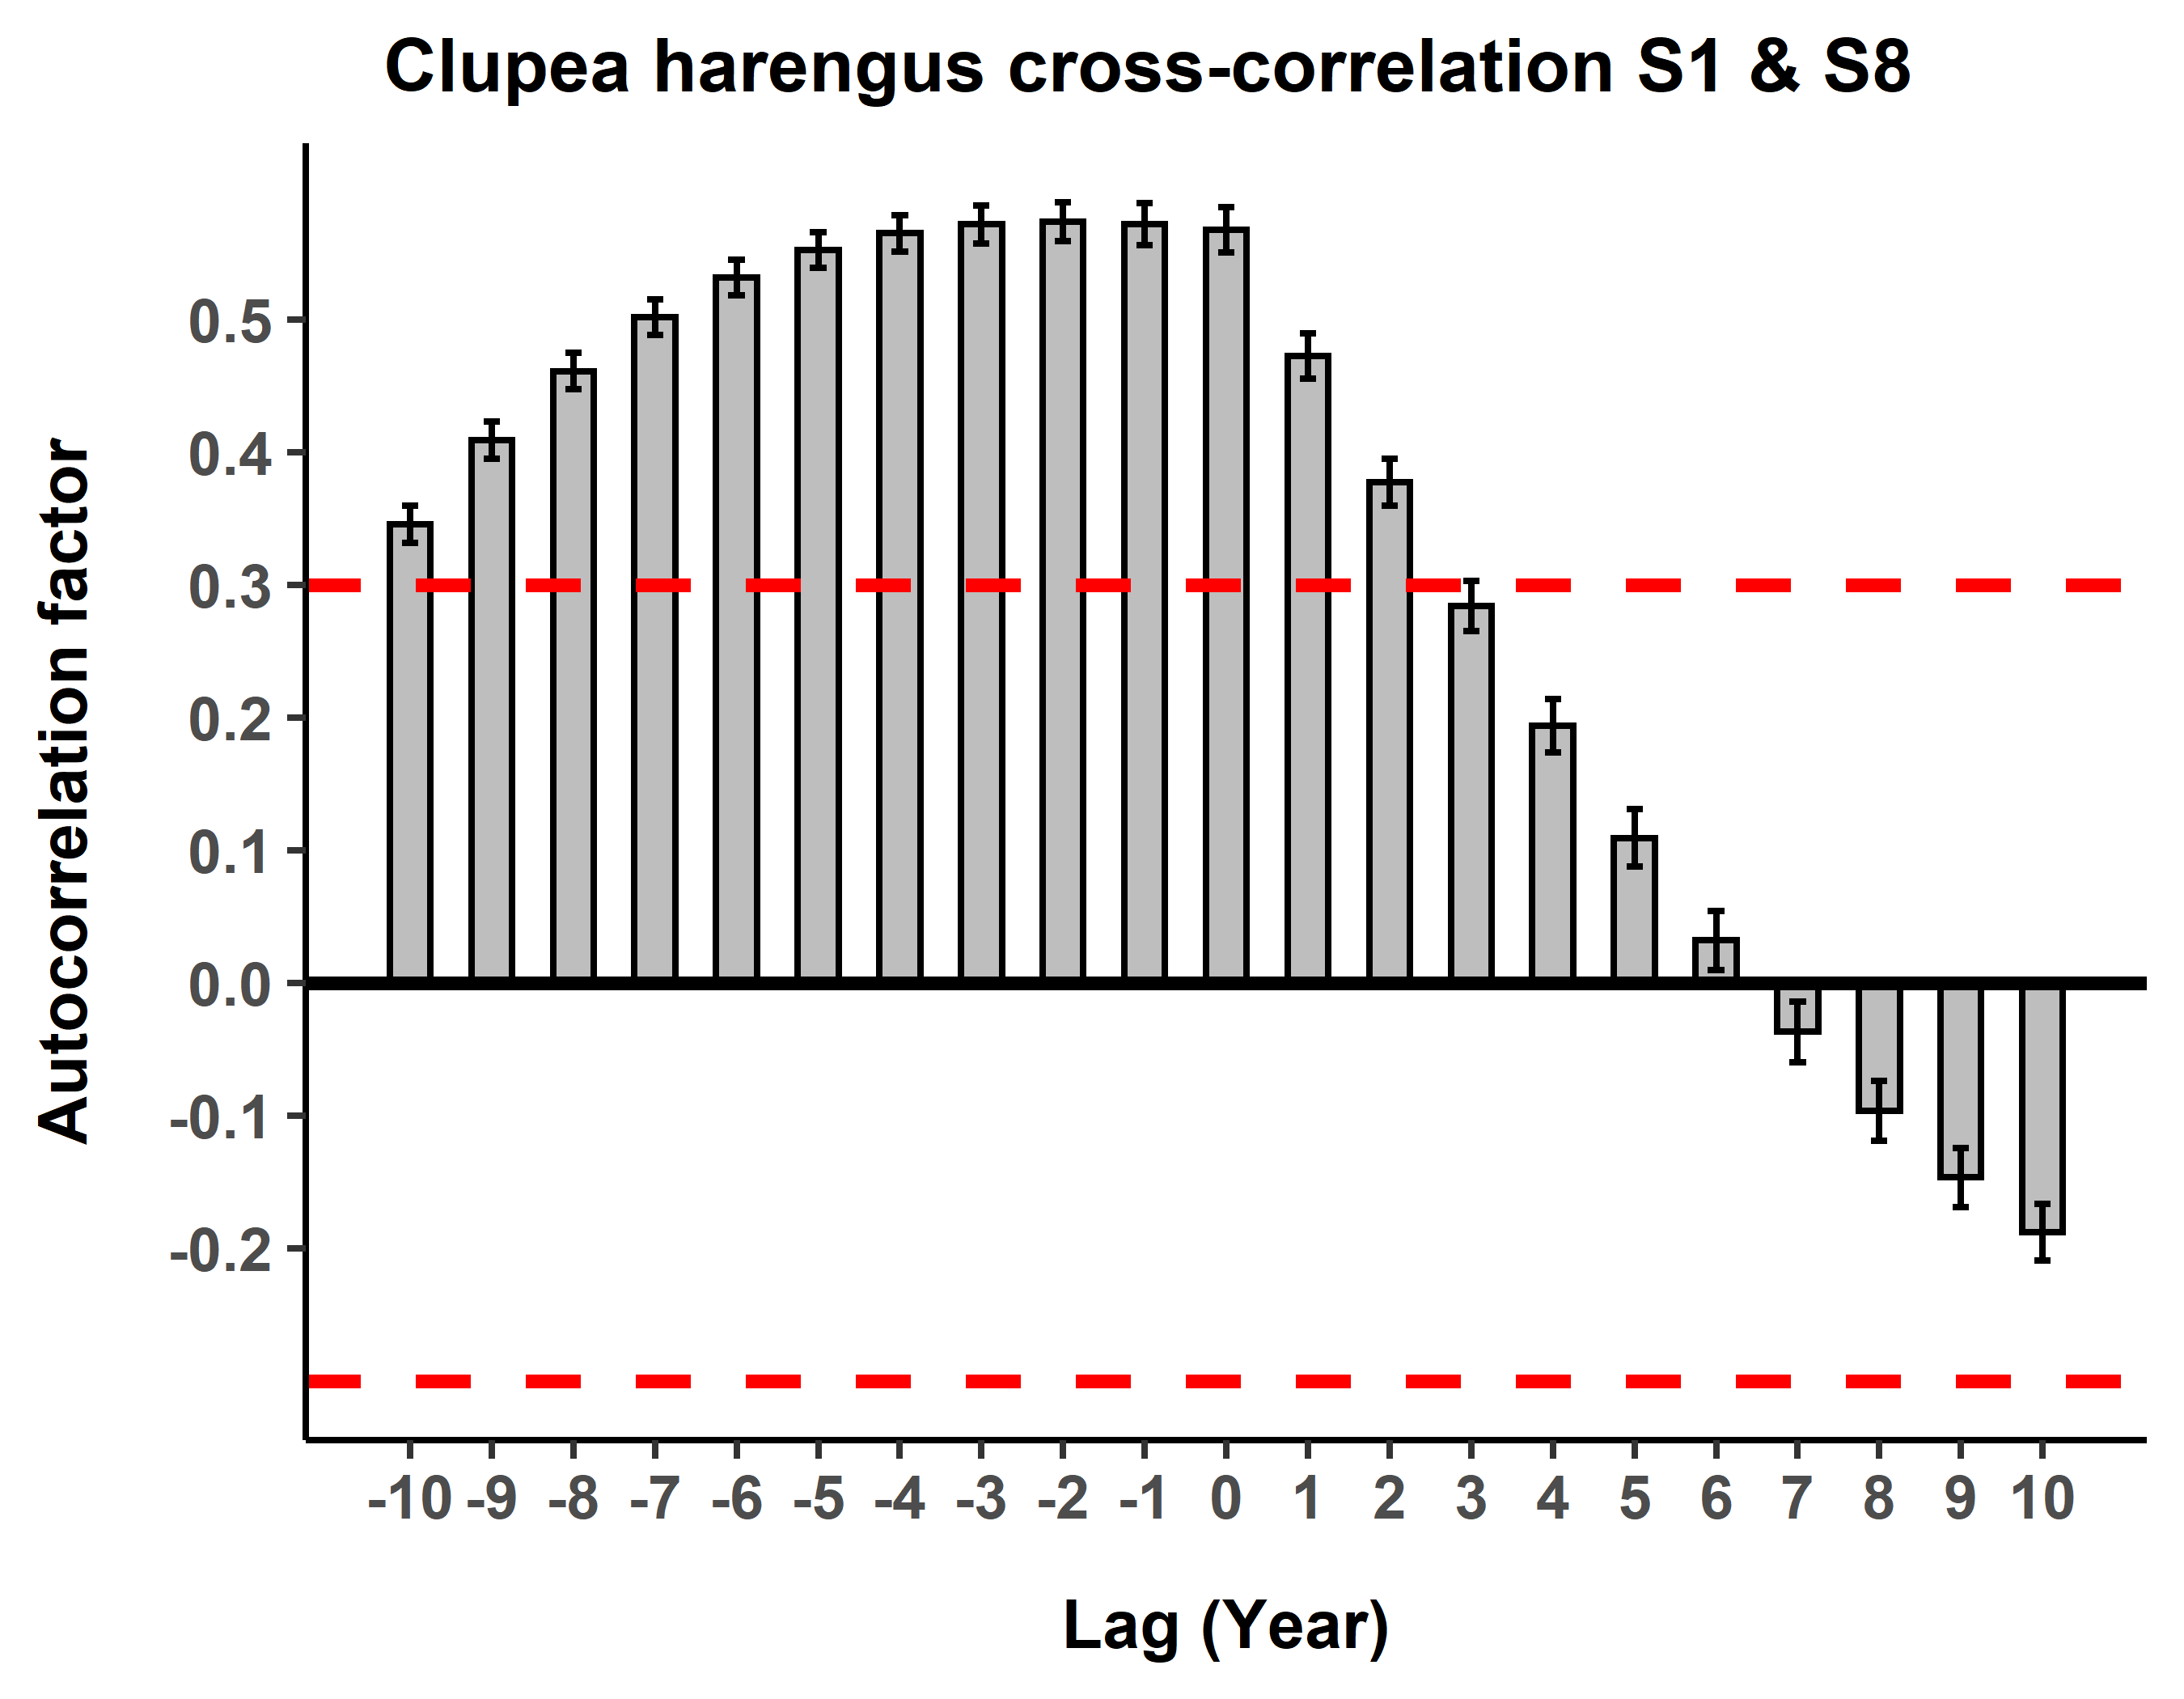 Clupea harengus cross-correlation S1 & S8
Autocorrelation factor
0.5
0.4
0.3
0.2
0.1
0.0
-0.1
-0.2
-10 -9 -8 -7 -6 -5 -4 -3 -2 -1 0 1 2 3 4 5 6 7 8 9 10
Lag (Year)